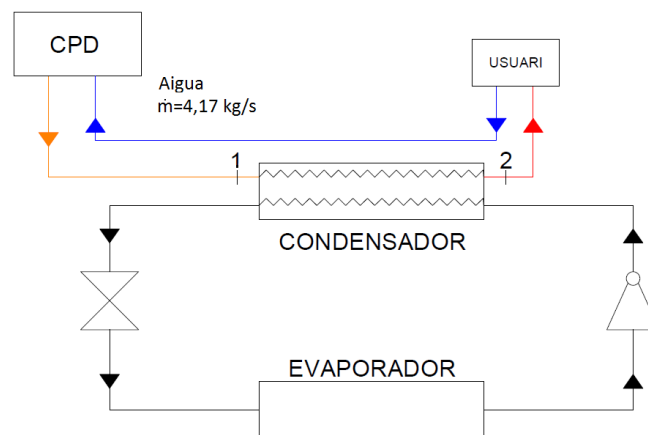 CPD
USUARI
Aigua
ṁ=4,17 kg/s
1
2
CONDENSADOR
EVAPORADOR